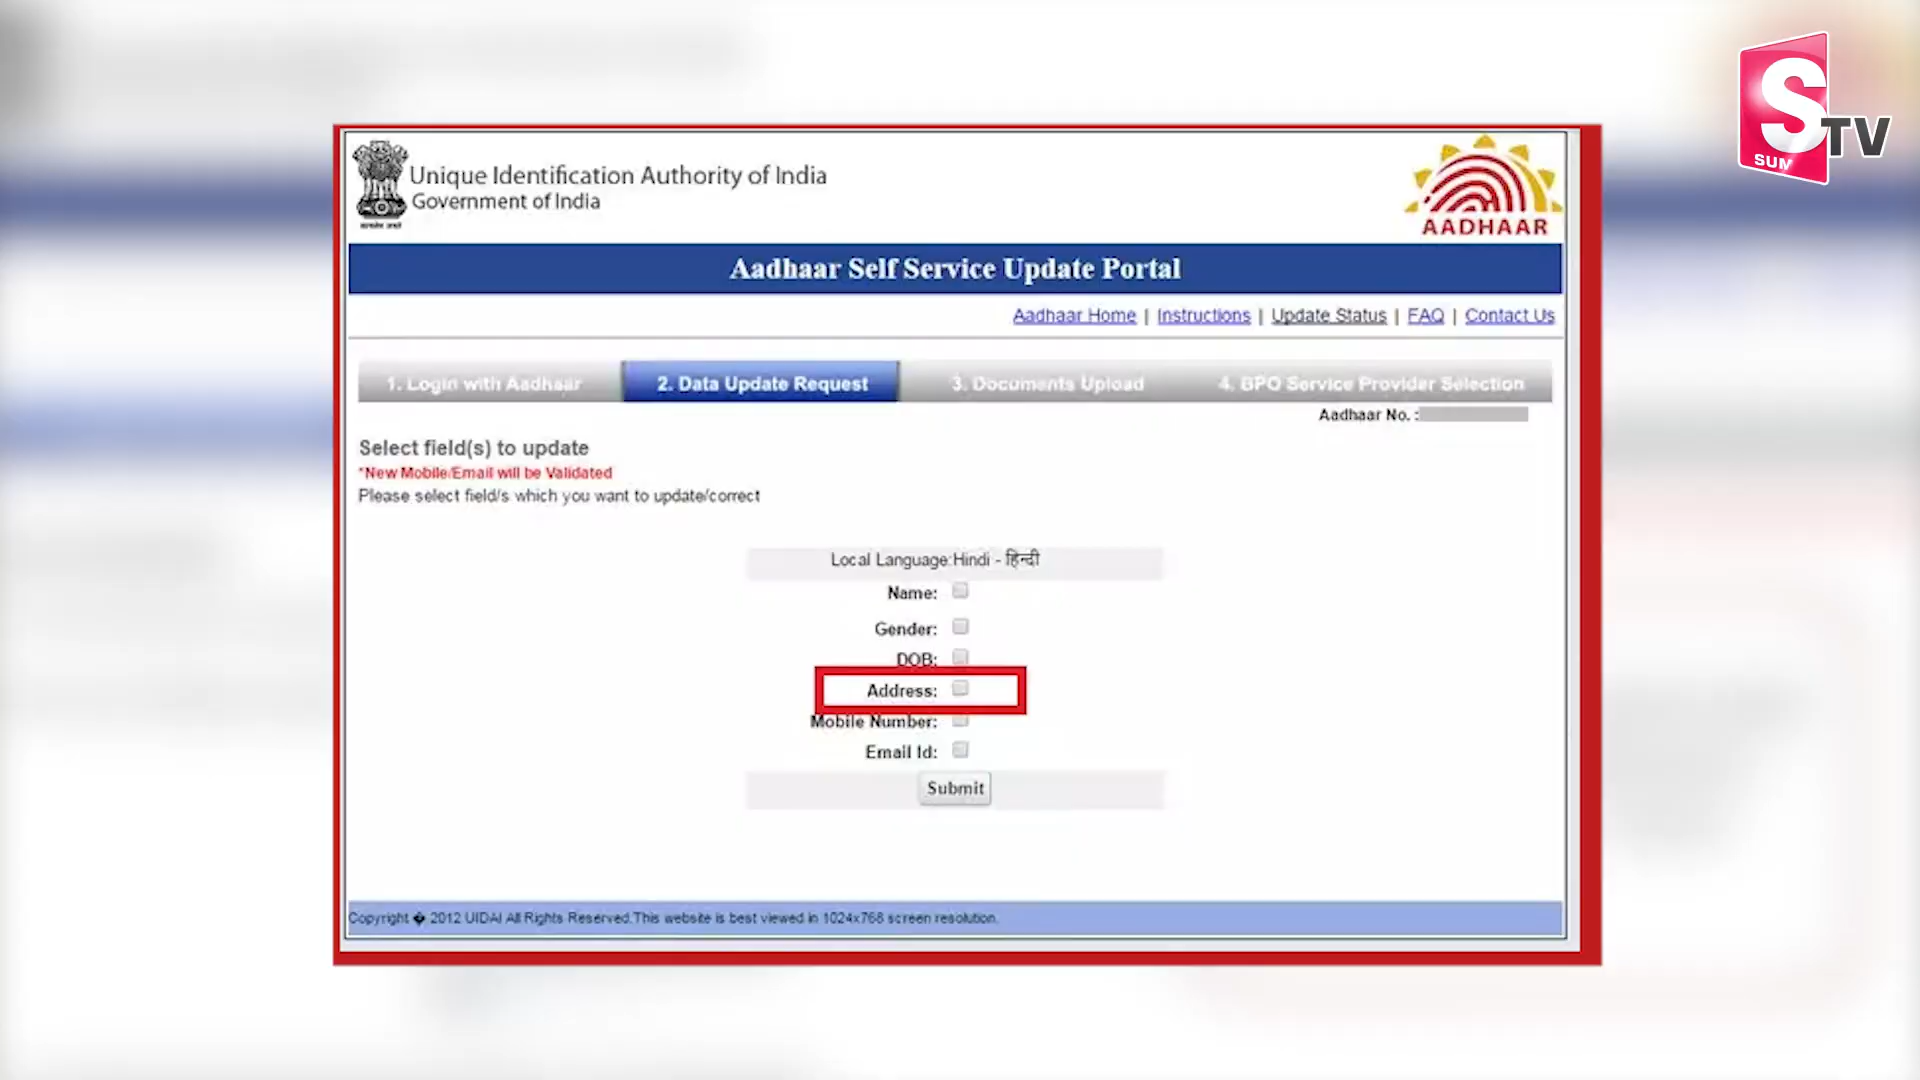 S
TV
SUM
Unique Identification Authority of India
Government of India
AADHAAR
Aadhaar Self Service Update Portal
Aadhaar Home | Instructions | Update Status | FAQ | Contact Us
1. Login with Aadhaar 2. Data Update Request 3. Documents Upload 4. BPO Service Provider Selection
Aadhaar No. :
Select field(s) to update
*New Mobile/Email will be Validated
Please select field/s which you want to update/correct
Local Language:Hindi - हिन्दी
Name:
Gender:
DOB:
Address:
Mobile Number:
Email Id:
Submit
Copyright � 2012 UIDAI All Rights Reserved.This website is best viewed in 1024x768 screen resolution.